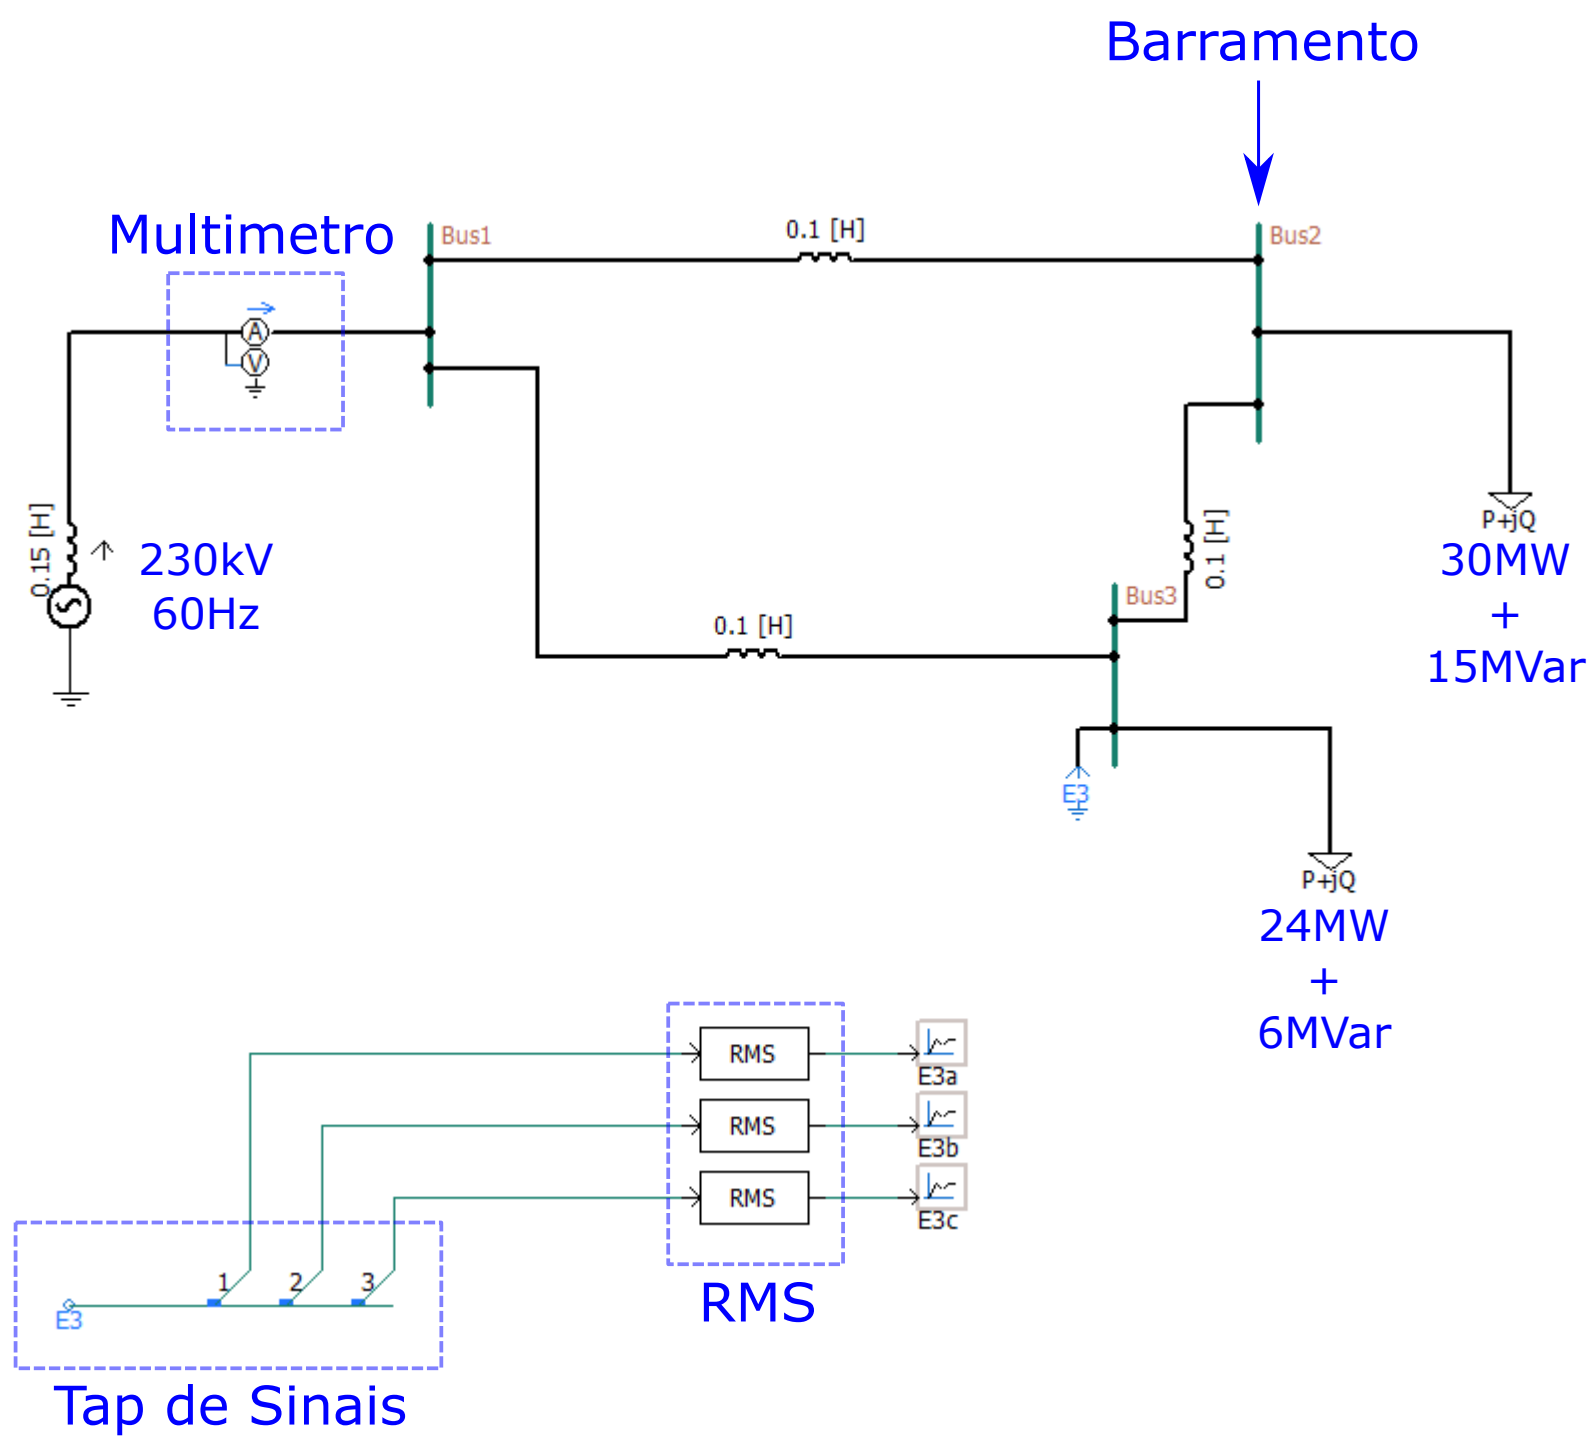 Barramento
Multimetro
Bus1
0.1 [H]
Bus2
A
V
0.15 [H]
230kV
60Hz
P+jQ
30MW
+
15MVar
0.1 [H]
Bus3
0.1 [H]
E3
P+jQ
24MW
+
6MVar
RMS
E3a
RMS
E3b
RMS
E3c
1
2
3
E3
RMS
Tap de Sinais